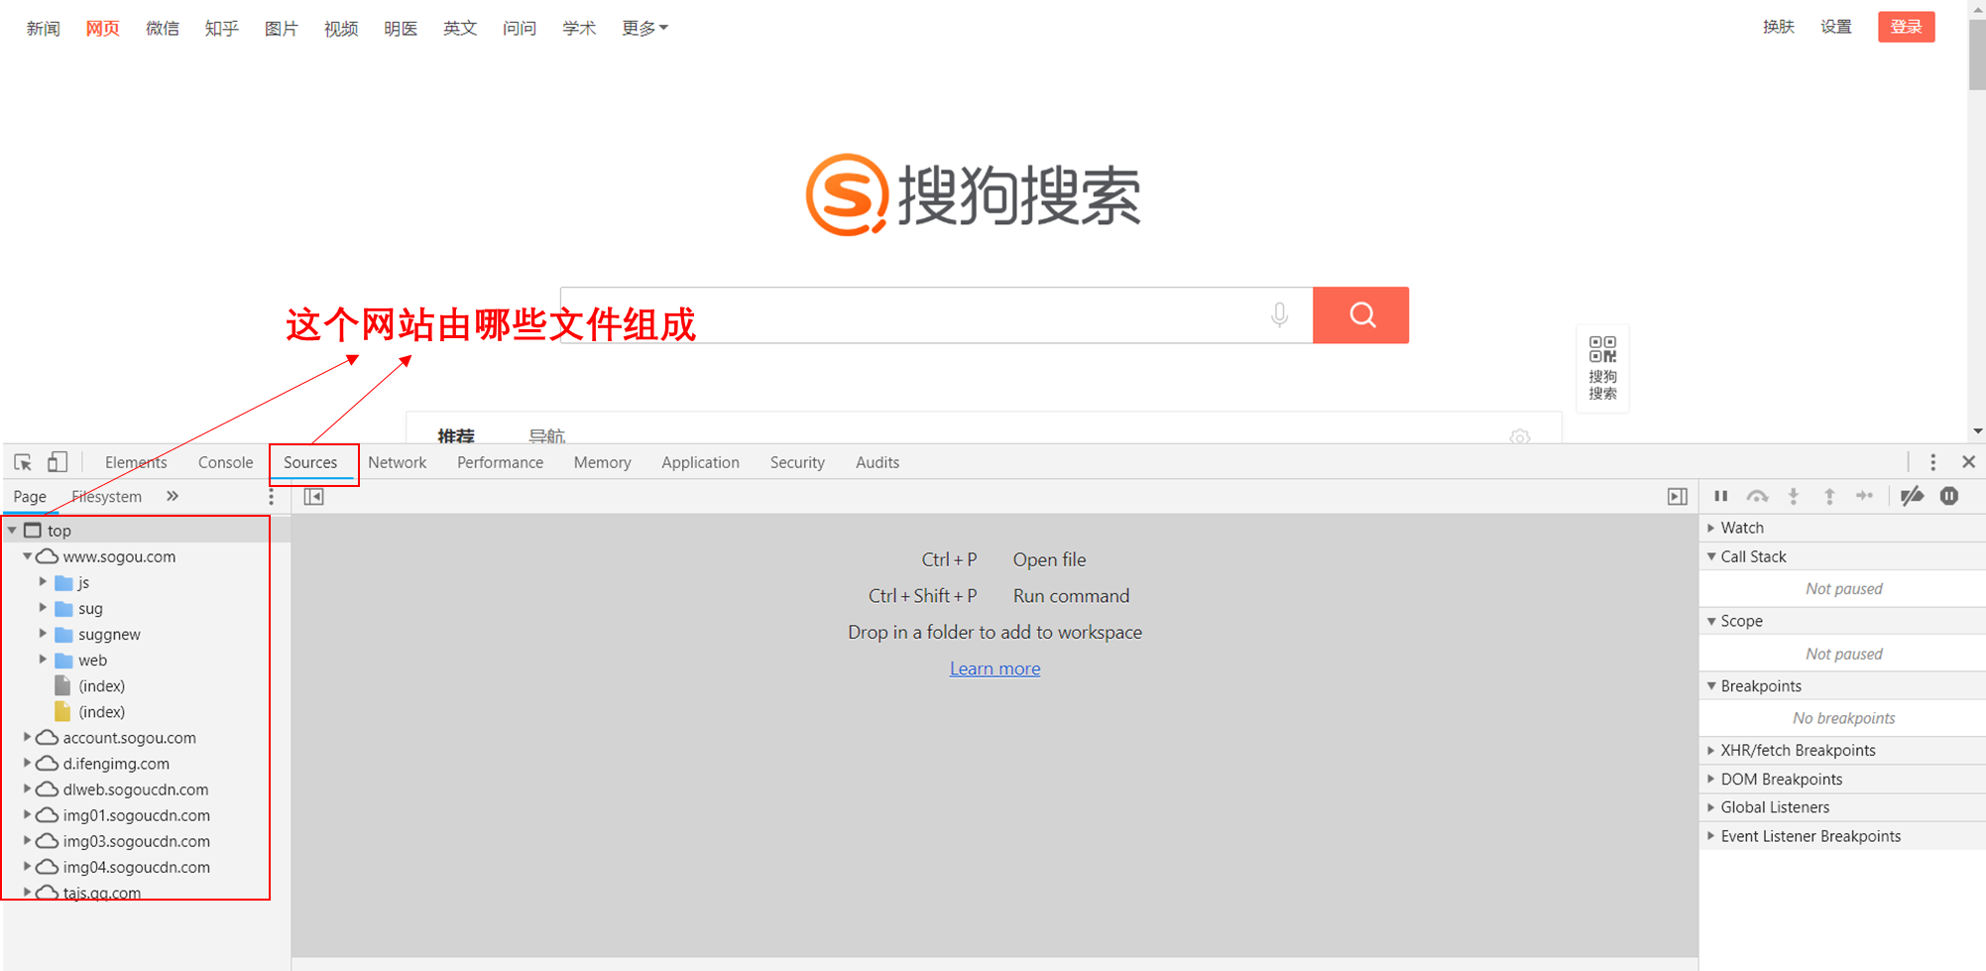 新闻 网页 微信 知乎 图片 视频 明医 英文 问问 学术 更多 换肤 设置 登录
搜狗搜索
这个网站由哪些文件组成
搜狗
搜索
推荐 导航
Elements Console Sources Network Performance Memory Application Security Audits
Page Filesystem »
top
www.sogou.com
js
sug
suggnew
web
(index)
(index)
account.sogou.com
d.ifengimg.com
dlweb.sogoucdn.com
img01.sogoucdn.com
img03.sogoucdn.com
img04.sogoucdn.com
tajs.qq.com
Ctrl + P Open file
Ctrl + Shift + P Run command
Drop in a folder to add to workspace
Learn more
Watch
Call Stack
Not paused
Scope
Not paused
Breakpoints
No breakpoints
XHR/fetch Breakpoints
DOM Breakpoints
Global Listeners
Event Listener Breakpoints